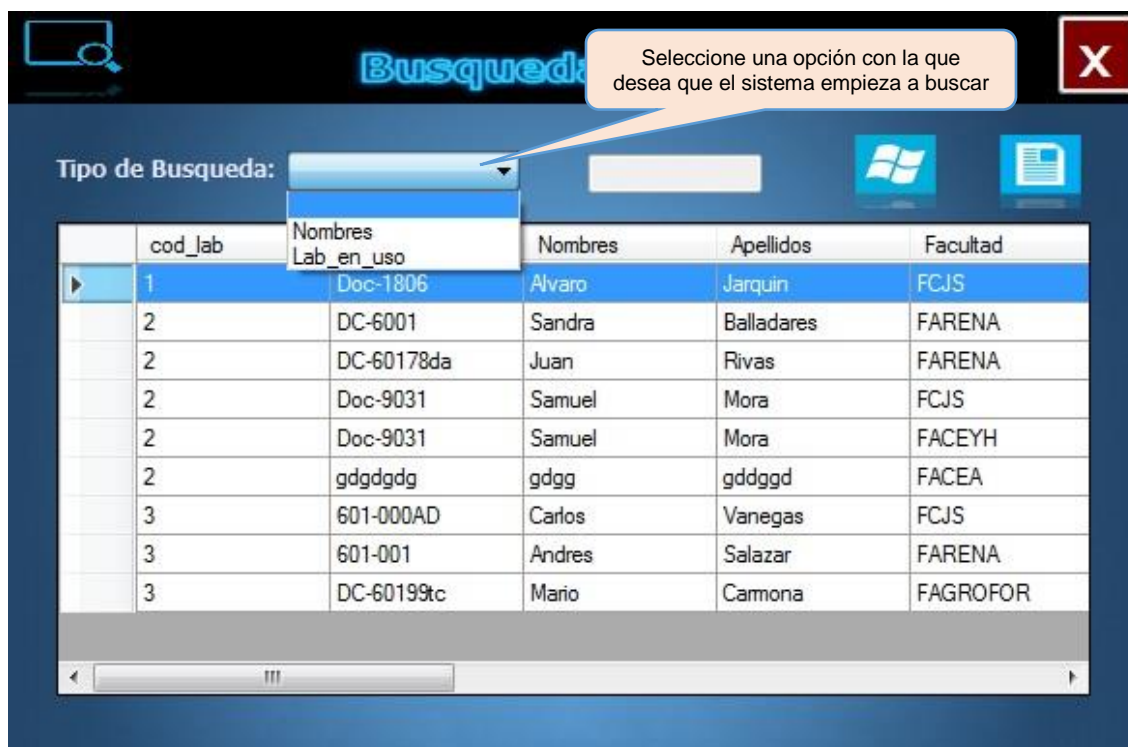 Busqueda
Seleccione una opción con la que
desea que el sistema empieza a buscar
X
Tipo de Busqueda:
Nombres
Lab_en_uso
cod_lab Nombres Apellidos Facultad
1 Doc-1806 Alvaro Jarquin FCJS
2 DC-6001 Sandra Balladares FARENA
2 DC-60178da Juan Rivas FARENA
2 Doc-9031 Samuel Mora FCJS
2 Doc-9031 Samuel Mora FACEYH
2 gdgdgdg gdgg gddggd FACEA
3 601-000AD Carlos Vanegas FCJS
3 601-001 Andres Salazar FARENA
3 DC-60199tc Mario Carmona FAGROFOR